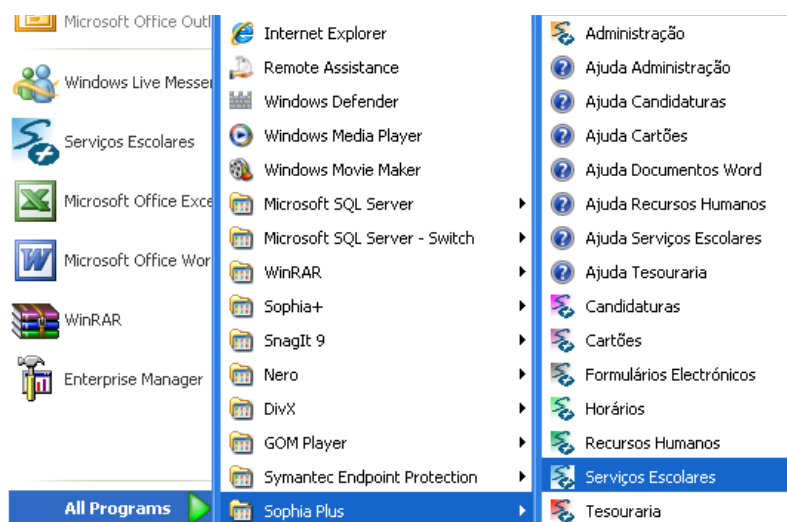 Microsoft Office Outl
Windows Live Messe
Serviços Escolares
Microsoft Office Exce
Microsoft Office Wor
WinRAR
Enterprise Manager
All Programs
Internet Explorer
Remote Assistance
Windows Defender
Windows Media Player
Windows Movie Maker
Microsoft SQL Server
Microsoft SQL Server - Switch
WinRAR
Sophia+
SnagIt 9
Nero
DivX
GOM Player
Symantec Endpoint Protection
Sophia Plus
Administração
Ajuda Administração
Ajuda Candidaturas
Ajuda Cartões
Ajuda Documentos Word
Ajuda Recursos Humanos
Ajuda Serviços Escolares
Ajuda Tesouraria
Candidaturas
Cartões
Formulários Electrónicos
Horários
Recursos Humanos
Serviços Escolares
Tesouraria